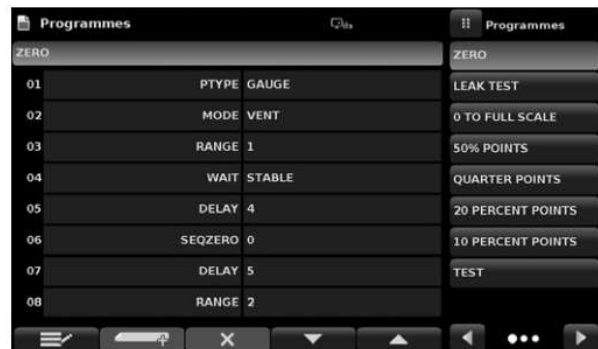 Programmes
ZERO
01 PTYPE GAUGE
02 MODE VENT
03 RANGE 1
04 WAIT STABLE
05 DELAY 4
06 SEQZERO 0
07 DELAY 5
08 RANGE 2
Programmes
ZERO
LEAK TEST
0 TO FULL SCALE
50% POINTS
QUARTER POINTS
20 PERCENT POINTS
10 PERCENT POINTS
TEST